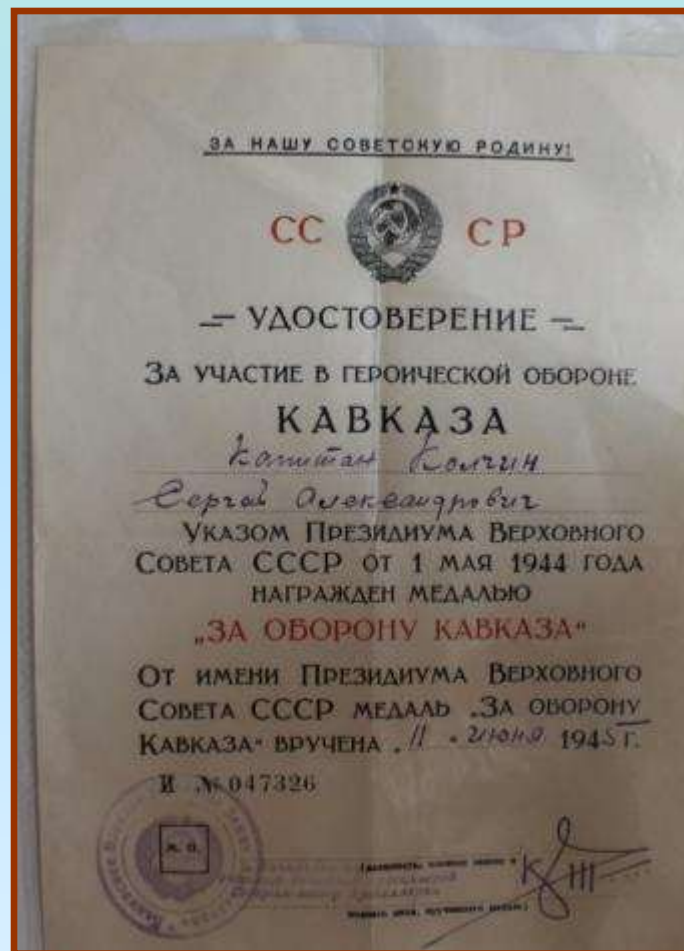 ЗА НАШУ СОВЕТСКУЮ РОДИНУ!
СС СР
УДОСТОВЕРЕНИЕ
ЗА УЧАСТИЕ В ГЕРОИЧЕСКОЙ ОБОРОНЕ
КАВКАЗА
Капитан Колчин
Сергей Александрович
УКАЗОМ ПРЕЗИДИУМА ВЕРХОВНОГО
СОВЕТА СССР ОТ 1 МАЯ 1944 ГОДА
НАГРАЖДЕН МЕДАЛЬЮ
„ЗА ОБОРОНУ КАВКАЗА“
ОТ ИМЕНИ ПРЕЗИДИУМА ВЕРХОВНОГО
СОВЕТА СССР МЕДАЛЬ „ЗА ОБОРОНУ
КАВКАЗА“ ВРУЧЕНА „11“ июня 1945 г.
И № 047326
М. П.